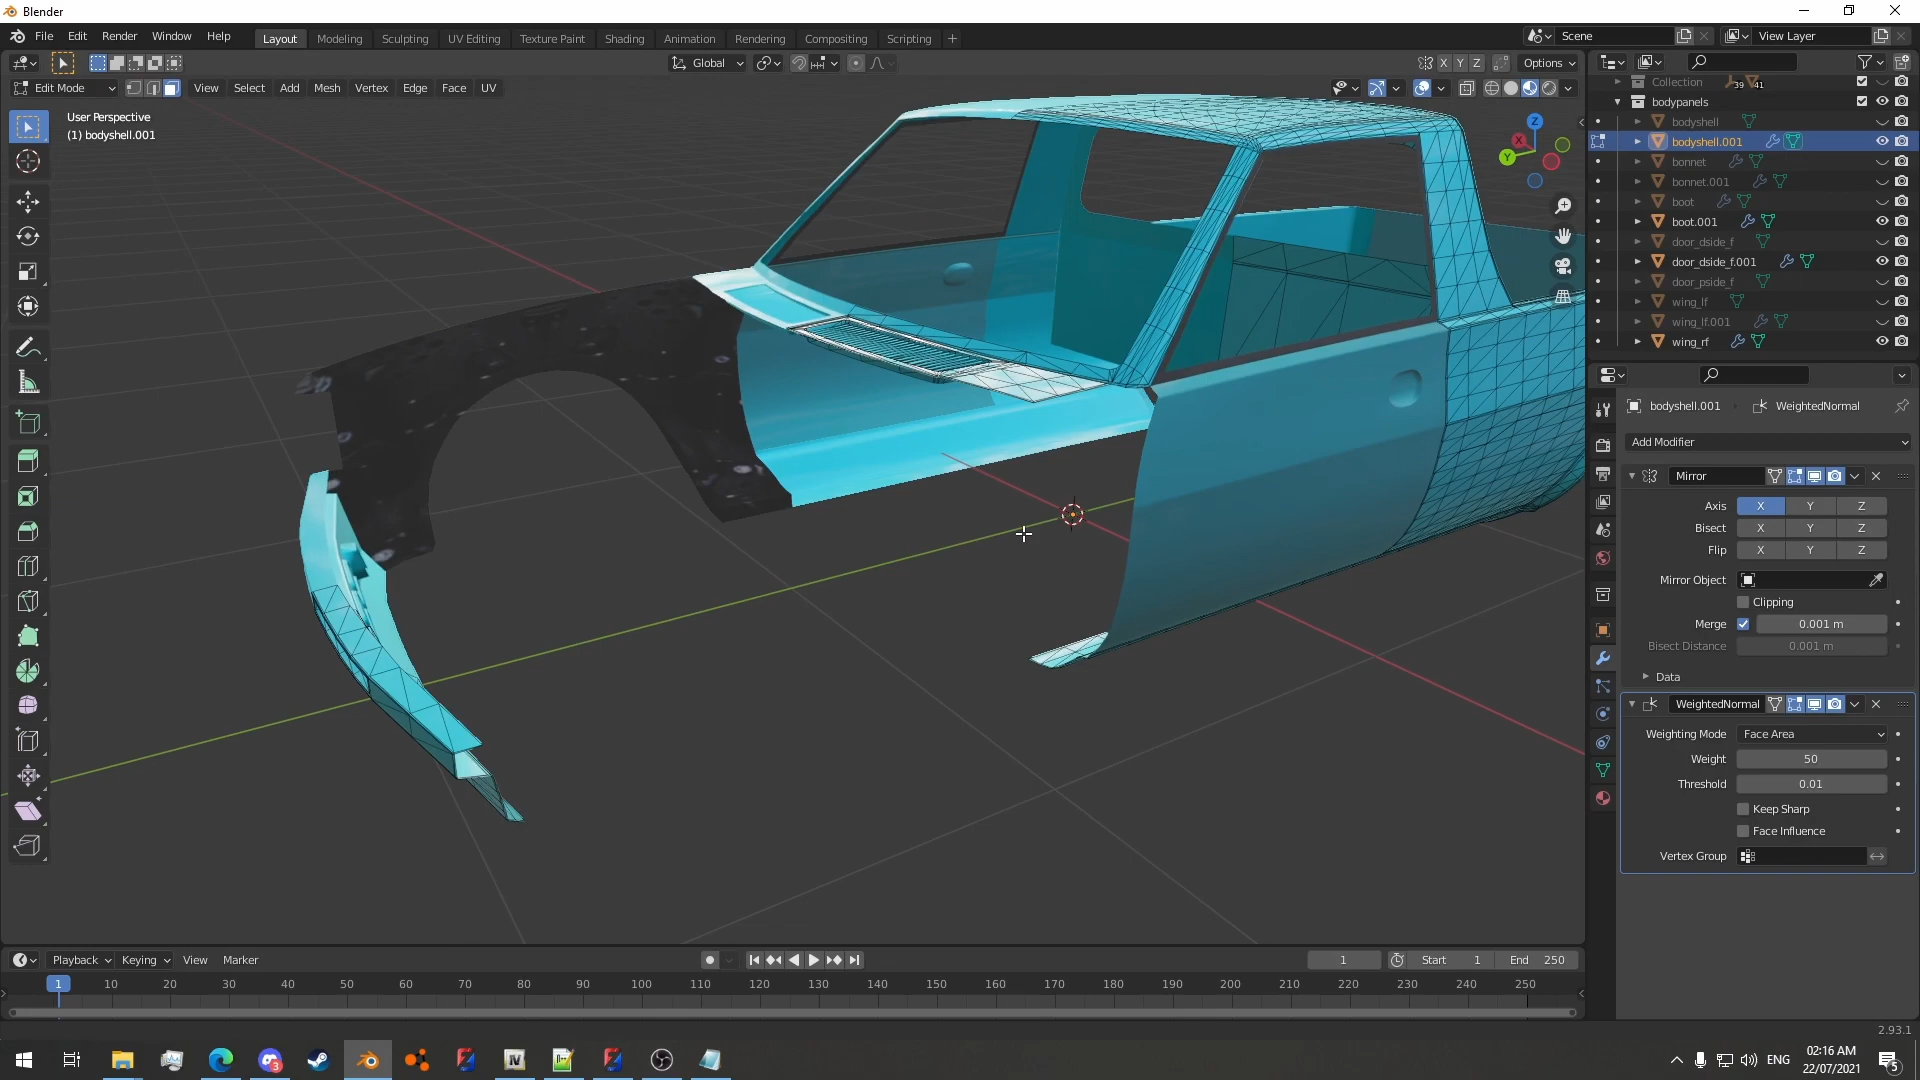 Blender
File Edit Render Window Help Layout Modeling Sculpting UV Editing Texture Paint Shading Animation Rendering Compositing Scripting + Scene View Layer
Global X Y Z Options
Edit Mode View Select Add Mesh Vertex Edge Face UV
User Perspective
(1) bodyshell.001
Z
X
Y
Collection 39 41
bodypanels
bodyshell
bodyshell.001
bonnet
bonnet.001
boot
boot.001
door_dside_f
door_dside_f.001
door_pside_f
wing_lf
wing_lf.001
wing_rf
bodyshell.001 WeightedNormal
Add Modifier
Mirror
Axis X Y Z
Bisect X Y Z
Flip X Y Z
Mirror Object
Clipping
Merge 0.001 m
Bisect Distance 0.001 m
Data
WeightedNormal
Weighting Mode Face Area
Weight 50
Threshold 0.01
Keep Sharp
Face Influence
Vertex Group
Playback Keying View Marker 1 Start 1 End 250
1 10 20 30 40 50 60 70 80 90 100 110 120 130 140 150 160 170 180 190 200 210 220 230 240 250
2.93.1
3 IV ENG 02:16 AM
22/07/2021 5